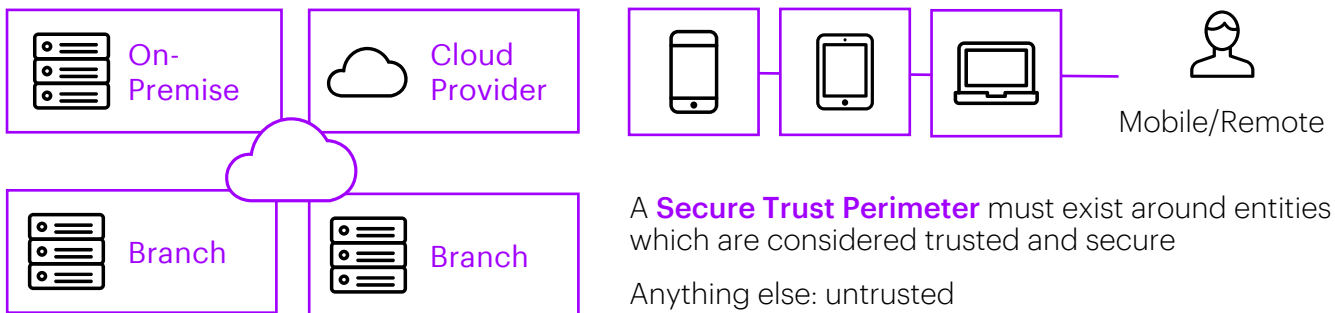 On-
Premise
Cloud
Provider
Branch
Branch
Mobile/Remote
A Secure Trust Perimeter must exist around entities
which are considered trusted and secure
Anything else: untrusted